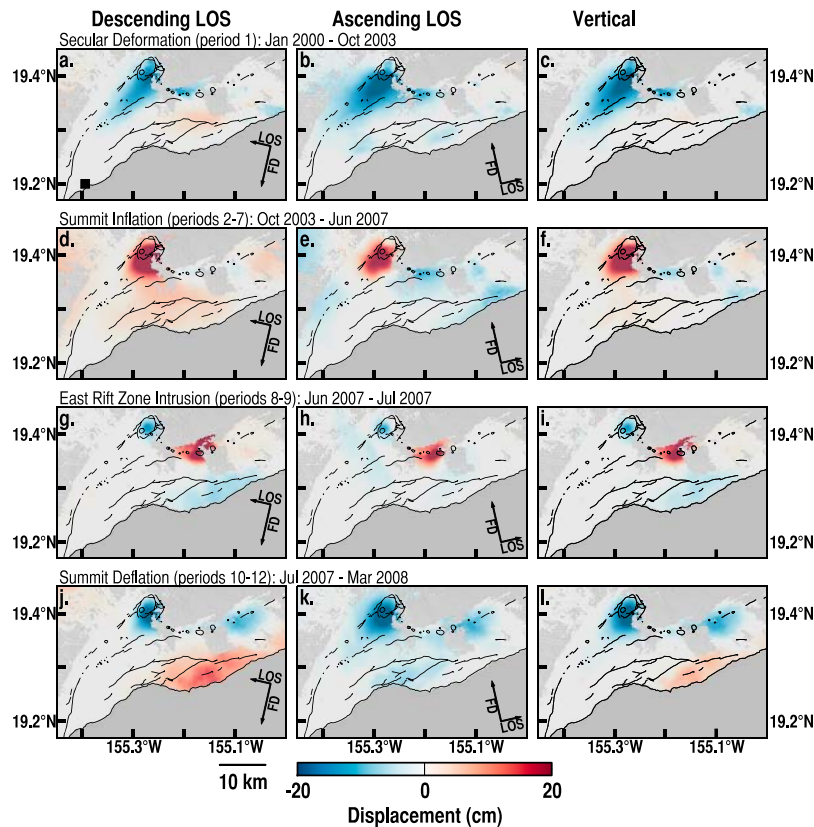 Descending LOS Ascending LOS Vertical
Secular Deformation (period 1): Jan 2000 - Oct 2003
a. b. c.
19.4°N 19.4°N
LOS FD FD LOS
19.2°N 19.2°N
Summit Inflation (periods 2-7): Oct 2003 - Jun 2007
d. e. f.
19.4°N 19.4°N
LOS FD FD LOS
19.2°N 19.2°N
East Rift Zone Intrusion (periods 8-9): Jun 2007 - Jul 2007
g. h. i.
19.4°N 19.4°N
LOS FD FD LOS
19.2°N 19.2°N
Summit Deflation (periods 10-12): Jul 2007 - Mar 2008
j. k. l.
19.4°N 19.4°N
LOS FD FD LOS
19.2°N 19.2°N
155.3°W 155.1°W 155.3°W 155.1°W 155.3°W 155.1°W
10 km
-20 0 20
Displacement (cm)